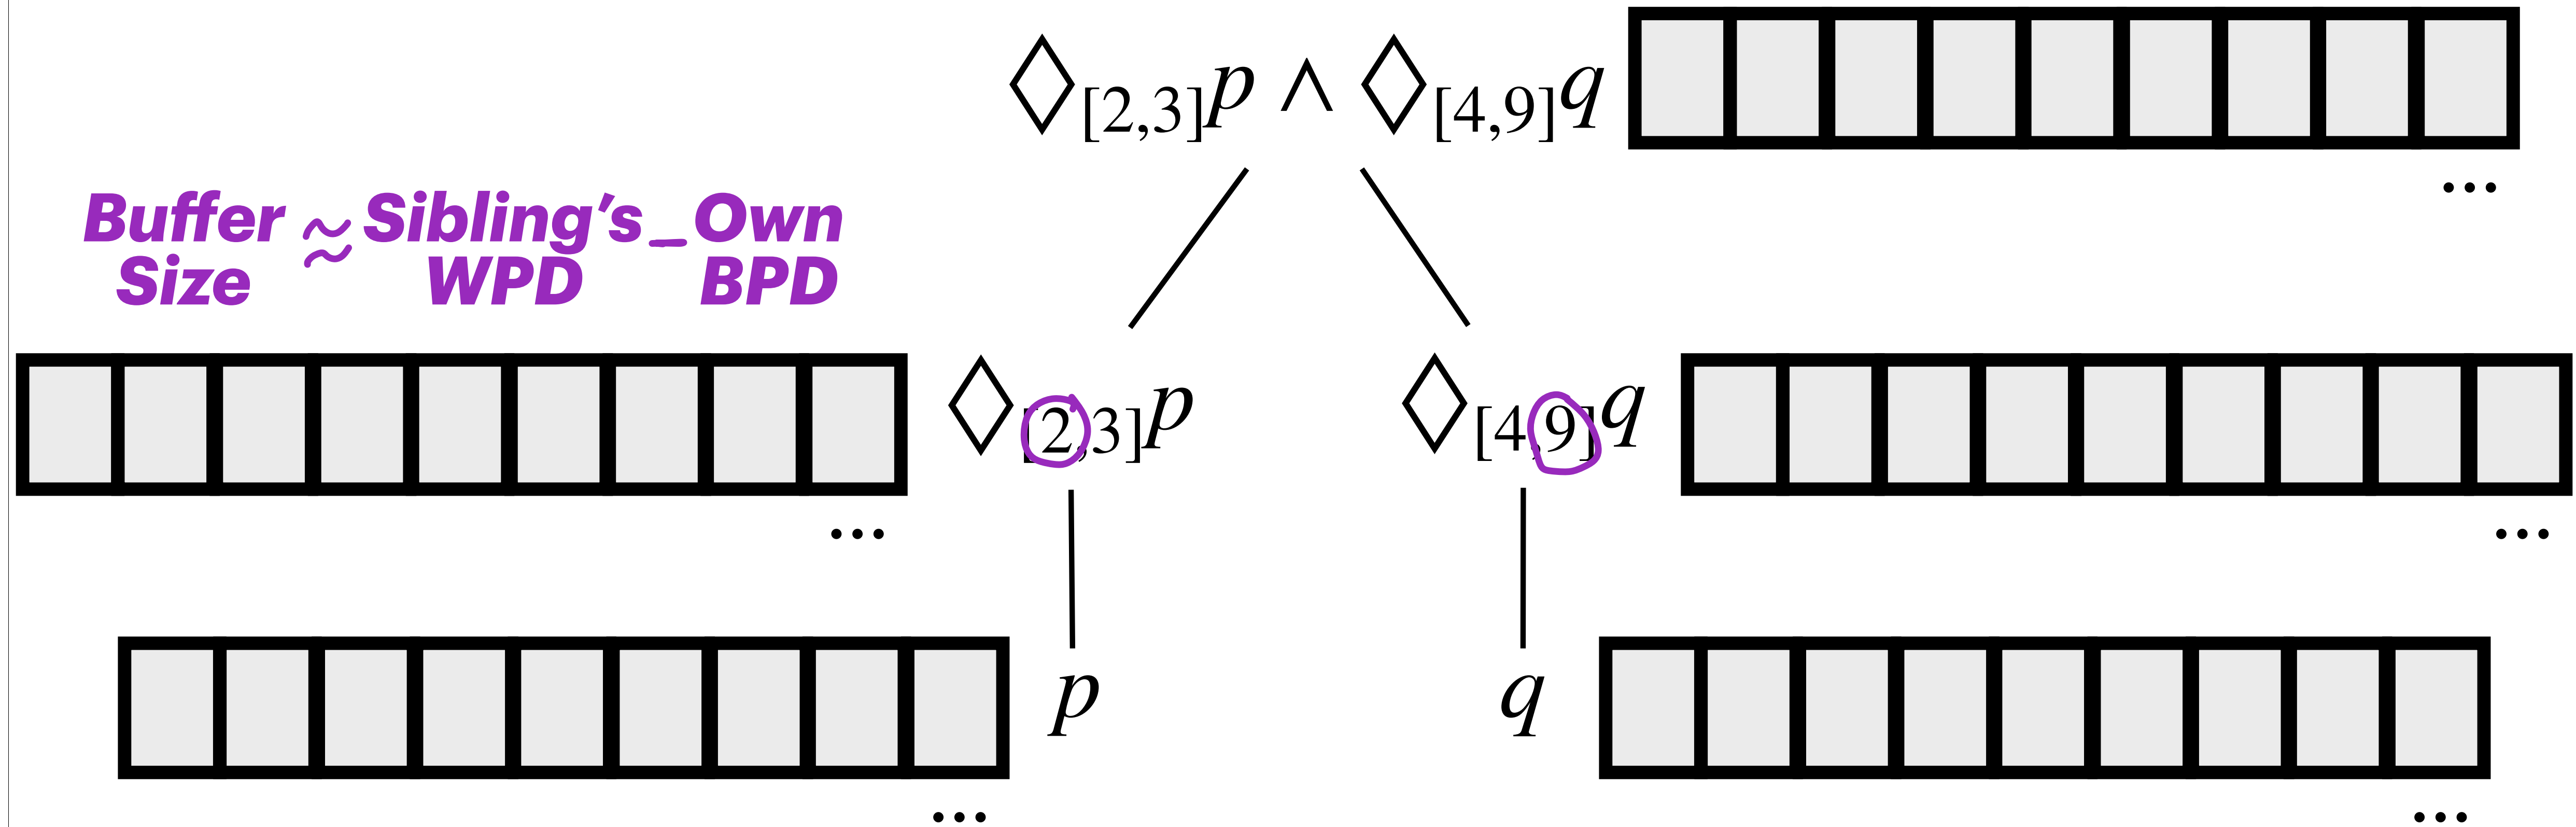 ◊[2,3]p ∧ ◊[4,9]q
...
Buffer ≈ Sibling's _ Own
Size WPD BPD
◊[2,3]p
◊[4,9]q
...
...
p
q
...
...